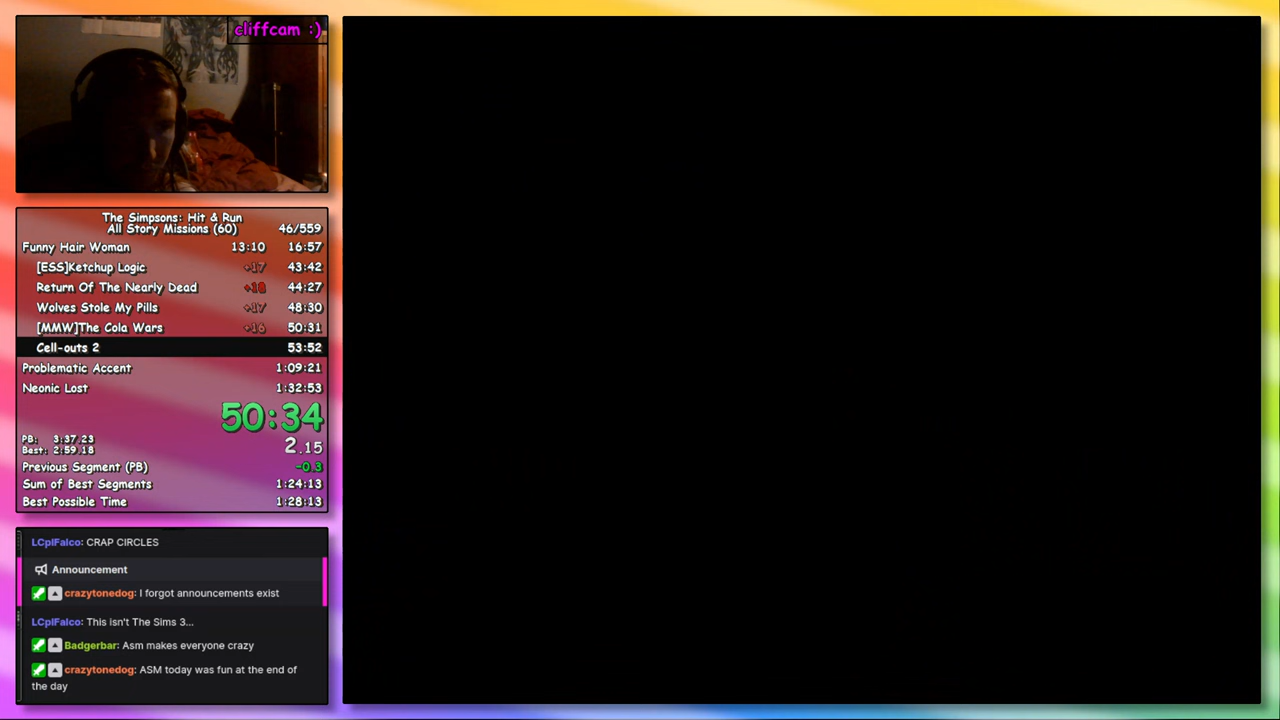 cliffcam :)
The Simpsons: Hit & Run
All Story Missions (60) 46/559
Funny Hair Woman 13:10 16:57
[ESS]Ketchup Logic +17 43:42
Return Of The Nearly Dead +18 44:27
Wolves Stole My Pills +17 48:30
[MMW]The Cola Wars +16 50:31
Cell-outs 2 53:52
Problematic Accent 1:09:21
Neonic Lost 1:32:53
50:34
PB: 3:37.23
Best: 2:59.18
2.15
Previous Segment (PB) -0.3
Sum of Best Segments 1:24:13
Best Possible Time 1:28:13
LCplFalco: CRAP CIRCLES
Announcement
crazytonedog: I forgot announcements exist
LCplFalco: This isn't The Sims 3...
Badgerbar: Asm makes everyone crazy
crazytonedog: ASM today was fun at the end of
the day